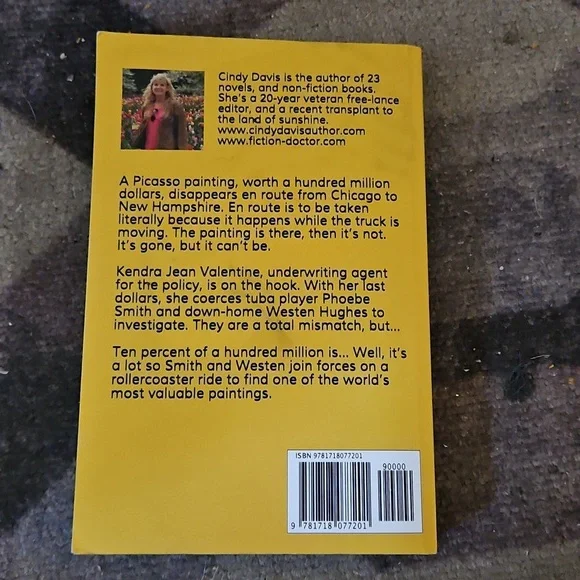 Cindy Davis is the author of 23
novels, and non-fiction books.
She's a 20-year veteran free-lance
editor, and a recent transplant to
the land of sunshine.
www.cindydavisauthor.com
www.fiction-doctor.com
A Picasso painting, worth a hundred million
dollars, disappears en route from Chicago to
New Hampshire. En route is to be taken
literally because it happens while the truck is
moving. The painting is there, then it's not.
It's gone, but it can't be.
Kendra Jean Valentine, underwriting agent
for the policy, is on the hook. With her last
dollars, she coerces tuba player Phoebe
Smith and down-home Westen Hughes to
investigate. They are a total mismatch, but...
Ten percent of a hundred million is... Well, it's
a lot so Smith and Westen join forces on a
rollercoaster ride to find one of the world's
most valuable paintings.
ISBN 9781718077201
90000
9 781718 077201